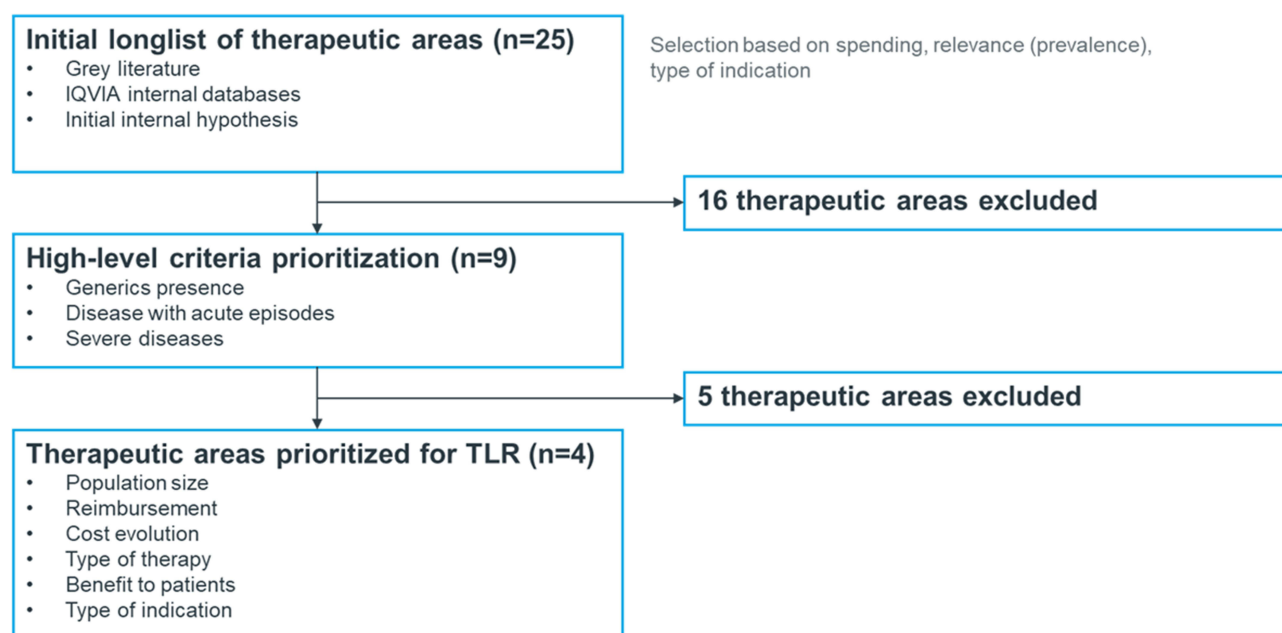 Initial longlist of therapeutic areas (n=25)
• Grey literature
• IQVIA internal databases
• Initial internal hypothesis
Selection based on spending, relevance (prevalence),
type of indication
16 therapeutic areas excluded
High-level criteria prioritization (n=9)
• Generics presence
• Disease with acute episodes
• Severe diseases
5 therapeutic areas excluded
Therapeutic areas prioritized for TLR (n=4)
• Population size
• Reimbursement
• Cost evolution
• Type of therapy
• Benefit to patients
• Type of indication